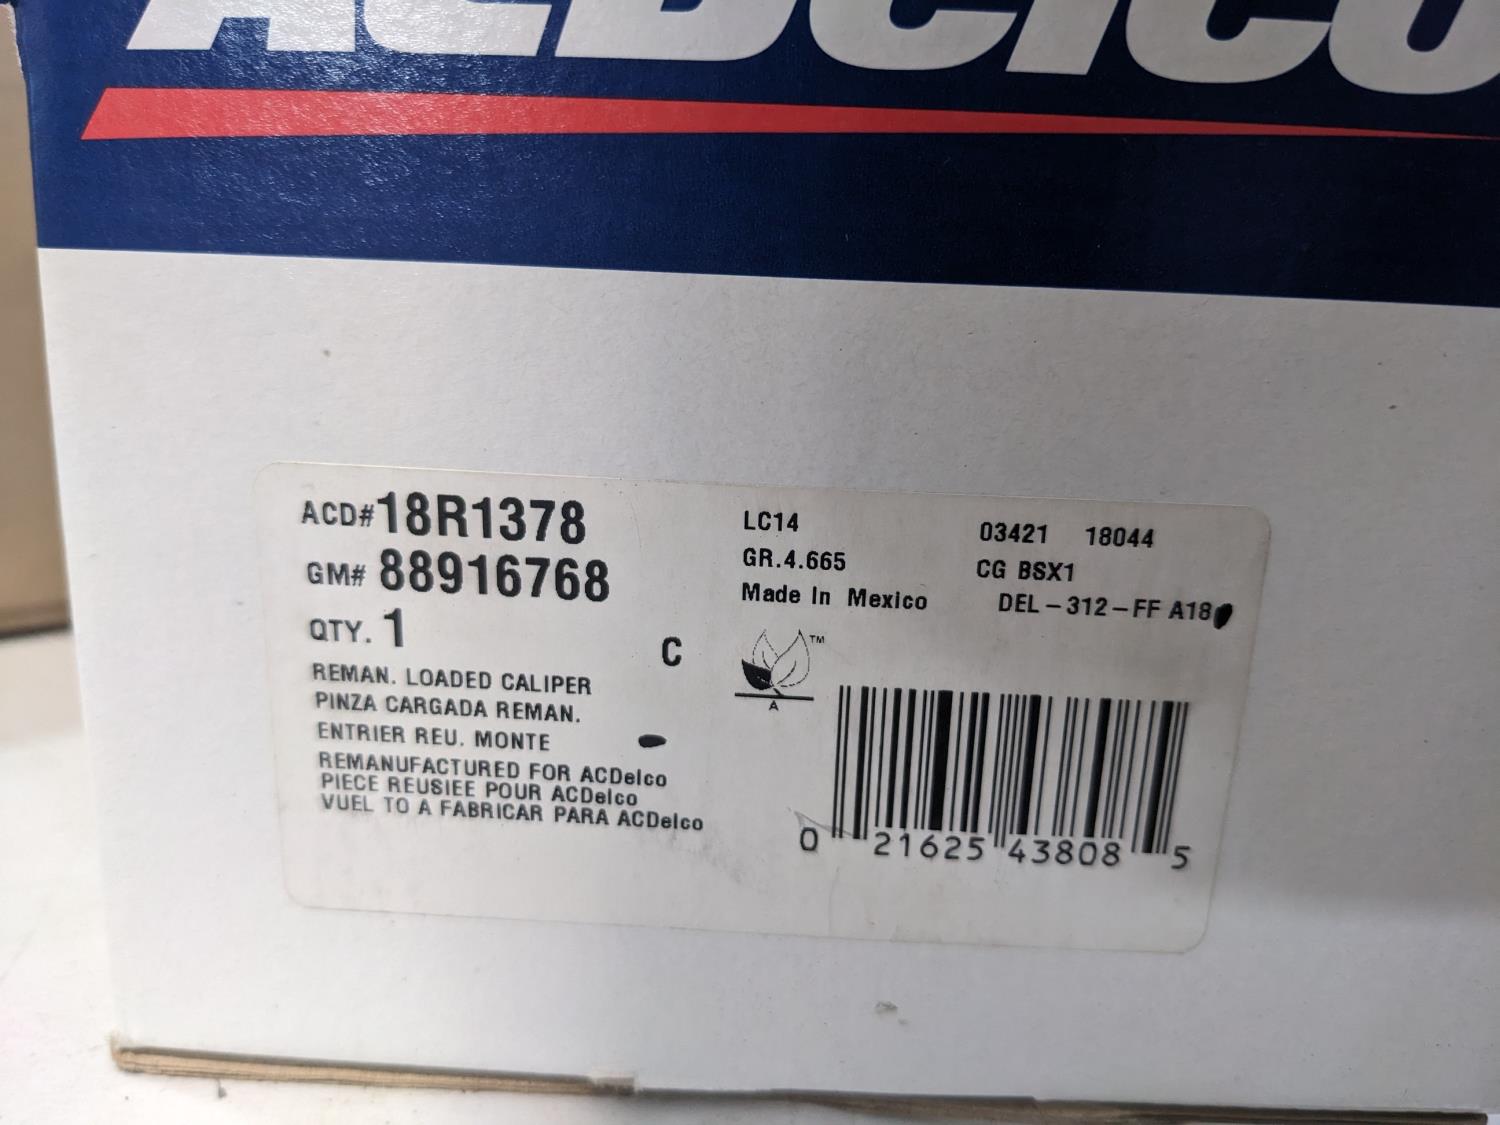 ACDelco
ACD#18R1378
GM# 88916768
QTY. 1
C
REMAN. LOADED CALIPER
PINZA CARGADA REMAN.
ENTRIER REU. MONTE
REMANUFACTURED FOR ACDelco
PIECE REUSIEE POUR ACDelco
VUEL TO A FABRICAR PARA ACDelco
LC14
GR.4.665
Made In Mexico
03421 18044
CG BSX1
DEL-312-FF A18
TM
A
0 21625 43808 5